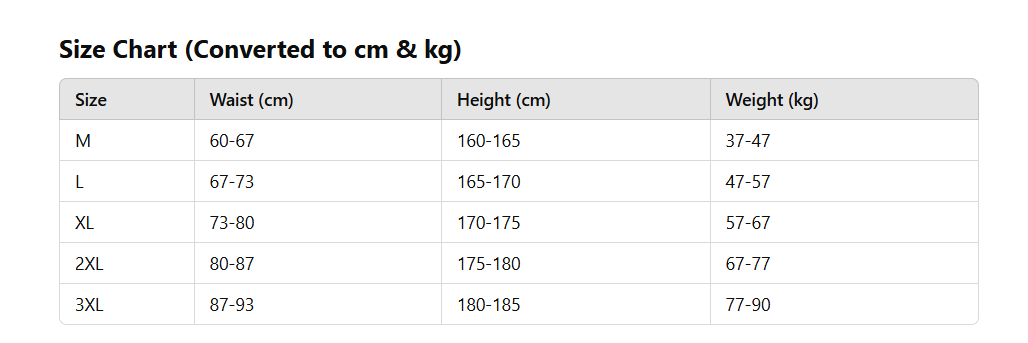 Size Chart (Converted to cm & kg)
Size Waist (cm) Height (cm) Weight (kg)
M 60-67 160-165 37-47
L 67-73 165-170 47-57
XL 73-80 170-175 57-67
2XL 80-87 175-180 67-77
3XL 87-93 180-185 77-90